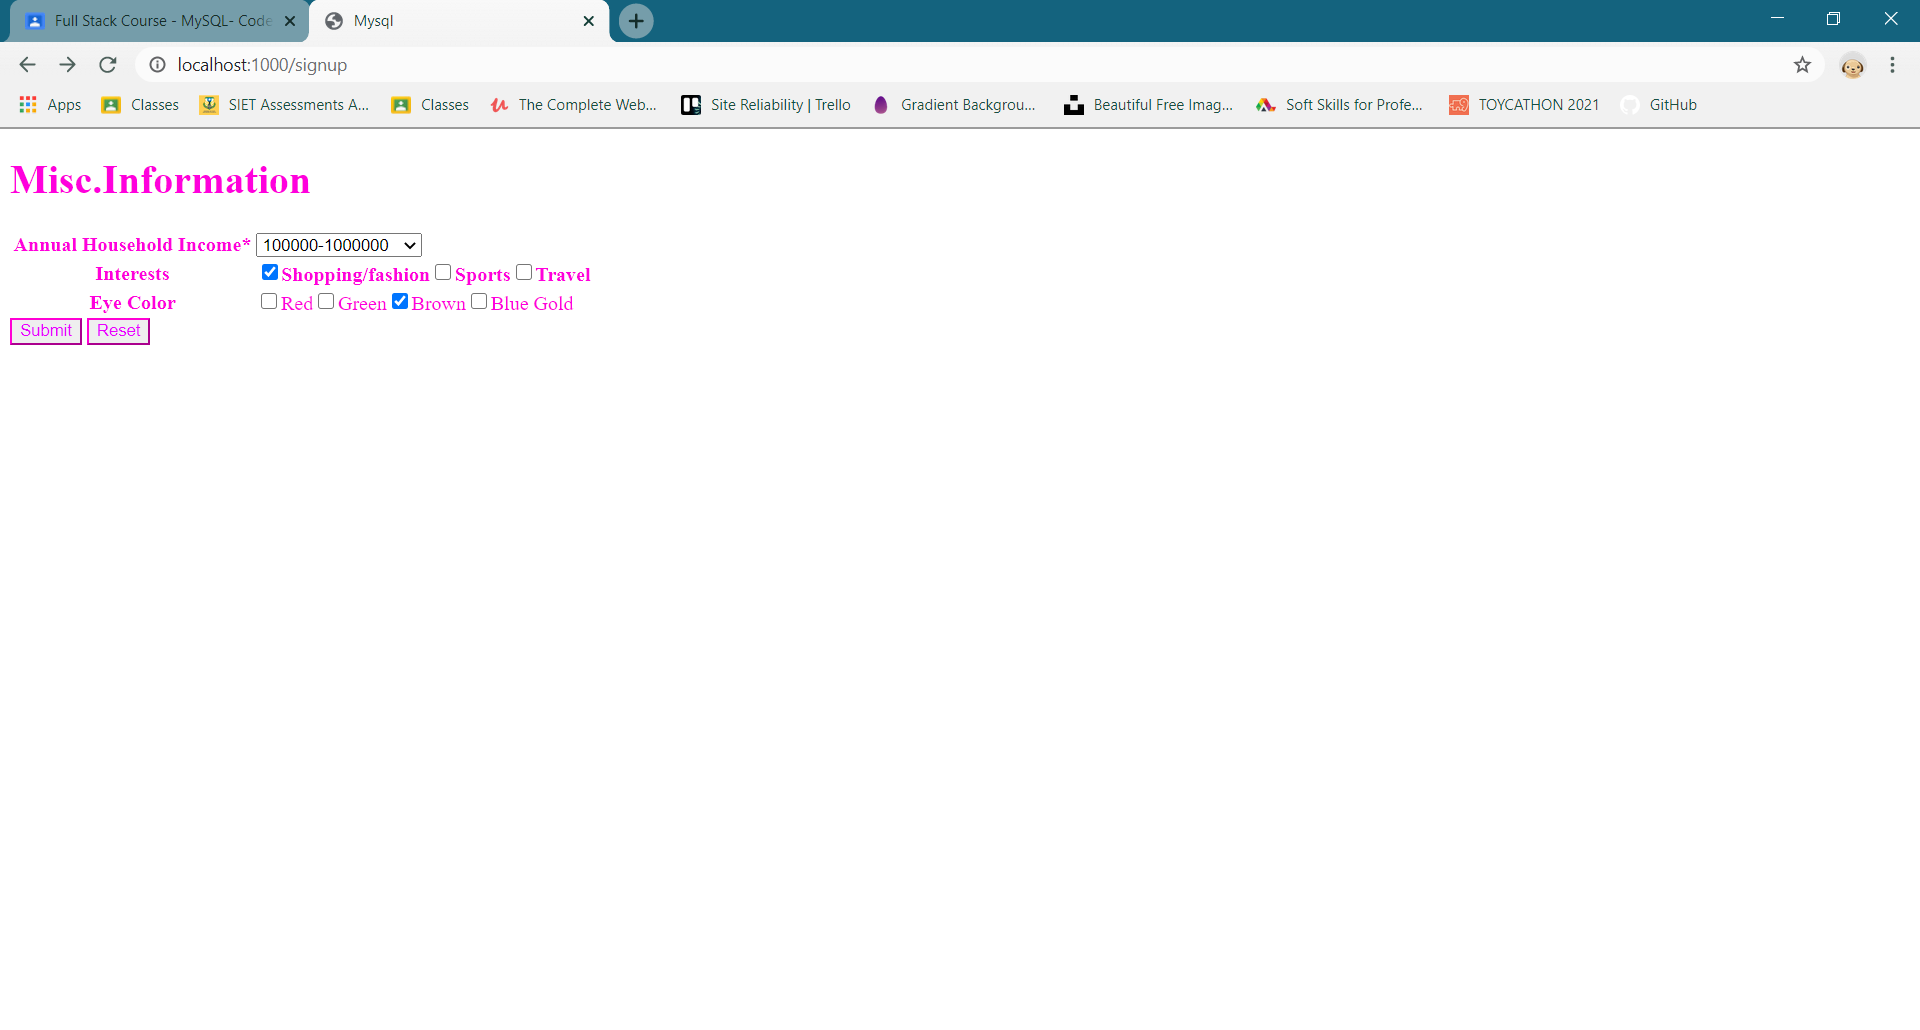 Full Stack Course - MySQL- Code
Mysql
localhost:1000/signup
Apps Classes SIET Assessments A... Classes The Complete Web... Site Reliability | Trello Gradient Backgrou... Beautiful Free Imag... Soft Skills for Profe... TOYCATHON 2021 GitHub
Misc.Information
Annual Household Income* 100000-1000000
Interests Shopping/fashion Sports Travel
Eye Color Red Green Brown Blue Gold
Submit Reset